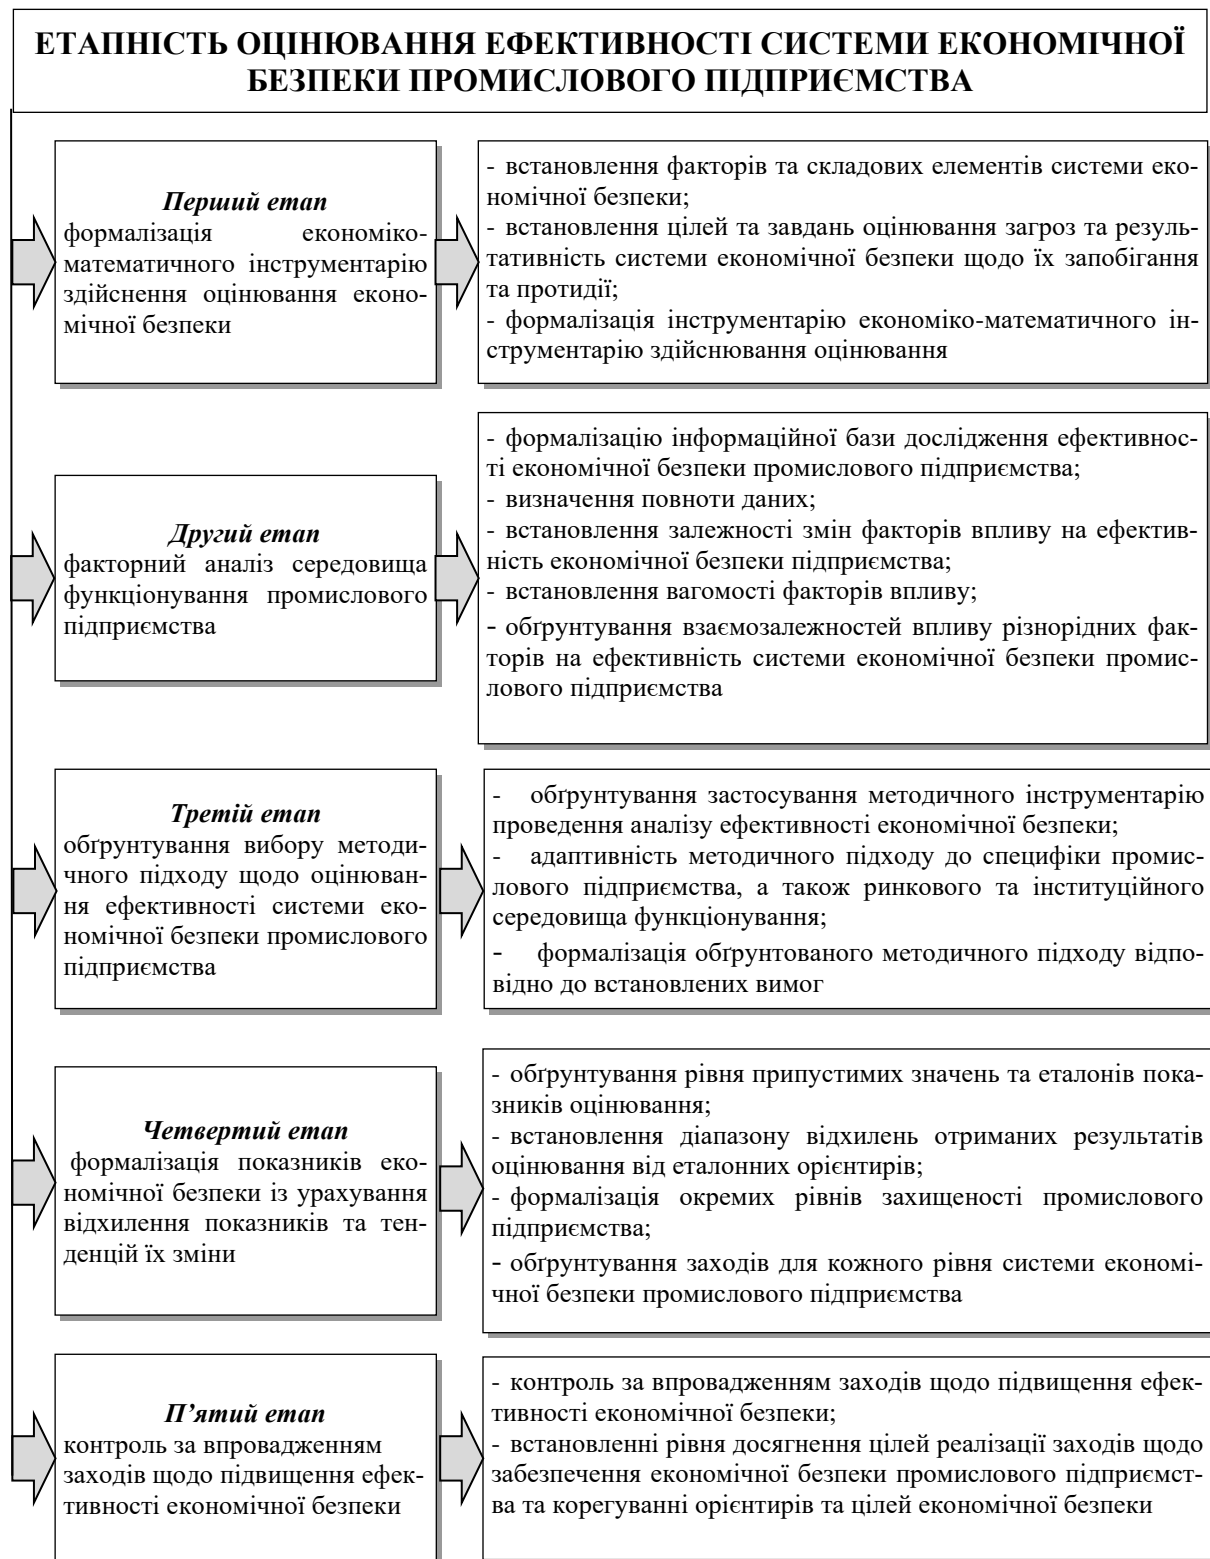 ЕТАПНІСТЬ ОЦІНЮВАННЯ ЕФЕКТИВНОСТІ СИСТЕМИ ЕКОНОМІЧНОЇ
БЕЗПЕКИ ПРОМИСЛОВОГО ПІДПРИЄМСТВА
Перший етап
формалізація економіко-
математичного інструментарію
здійснення оцінювання еконо-
мічної безпеки
- встановлення факторів та складових елементів системи еко-
номічної безпеки;
- встановлення цілей та завдань оцінювання загроз та резуль-
тативність системи економічної безпеки щодо їх запобігання
та протидії;
- формалізація інструментарію економіко-математичного ін-
струментарію здійснювання оцінювання
Другий етап
факторний аналіз середовища
функціонування промислового
підприємства
- формалізацію інформаційної бази дослідження ефективнос-
ті економічної безпеки промислового підприємства;
- визначення повноти даних;
- встановлення залежності змін факторів впливу на ефектив-
ність економічної безпеки підприємства;
- встановлення вагомості факторів впливу;
- обґрунтування взаємозалежностей впливу різнорідних фак-
торів на ефективність системи економічної безпеки промис-
лового підприємства
Третій етап
обґрунтування вибору методи-
чного підходу щодо оцінюван-
ня ефективності системи еко-
номічної безпеки промислового
підприємства
- обґрунтування застосування методичного інструментарію
проведення аналізу ефективності економічної безпеки;
- адаптивність методичного підходу до специфіки промис-
лового підприємства, а також ринкового та інституційного
середовища функціонування;
- формалізація обґрунтованого методичного підходу відпо-
відно до встановлених вимог
Четвертий етап
формалізація показників еко-
номічної безпеки із урахування
відхилення показників та тен-
денцій їх зміни
- обґрунтування рівня припустимих значень та еталонів пока-
зників оцінювання;
- встановлення діапазону відхилень отриманих результатів
оцінювання від еталонних орієнтирів;
- формалізація окремих рівнів захищеності промислового
підприємства;
- обґрунтування заходів для кожного рівня системи економі-
чної безпеки промислового підприємства
П’ятий етап
контроль за впровадженням
заходів щодо підвищення ефек-
тивності економічної безпеки
- контроль за впровадженням заходів щодо підвищення ефек-
тивності економічної безпеки;
- встановленні рівня досягнення цілей реалізації заходів щодо
забезпечення економічної безпеки промислового підприємст-
ва та корегуванні орієнтирів та цілей економічної безпеки